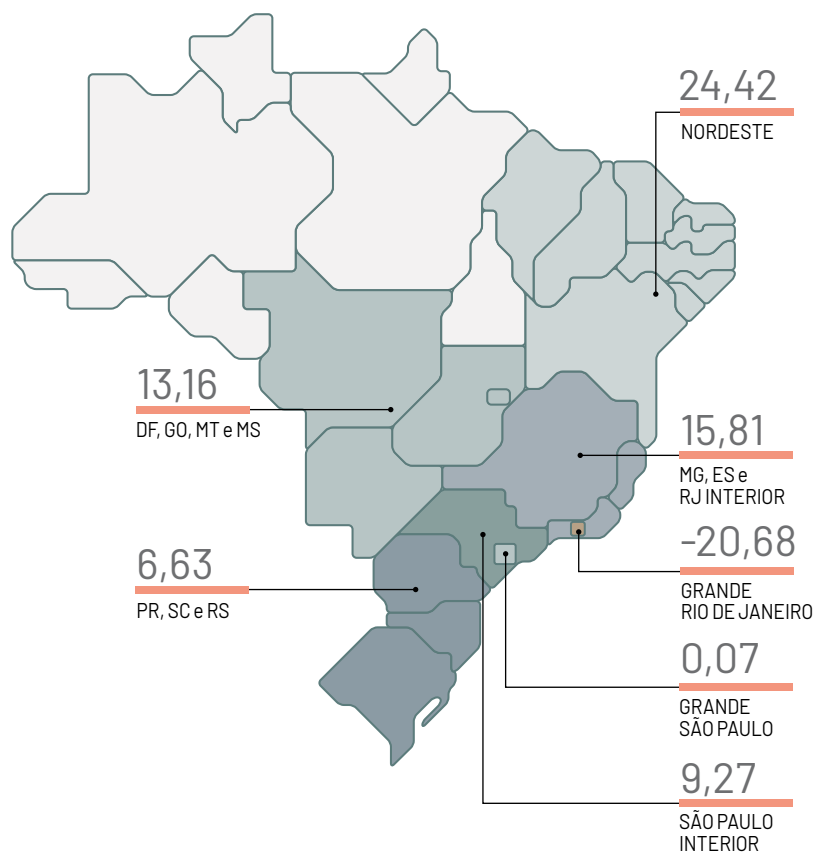 24,42
NORDESTE
13,16
DF, GO, MT e MS
15,81
MG, ES e
RJ INTERIOR
-20,68
GRANDE
RIO DE JANEIRO
6,63
PR, SC e RS
0,07
GRANDE
SÃO PAULO
9,27
SÃO PAULO
INTERIOR